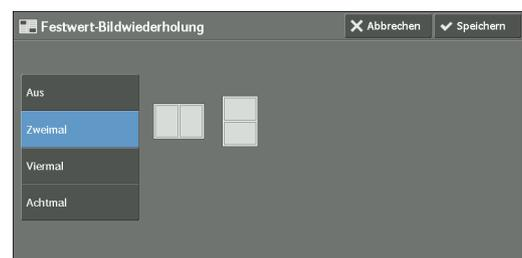 Festwert-Bildwiederholung
Abbrechen
Speichern
Aus
Zweimal
Viermal
Achtmal